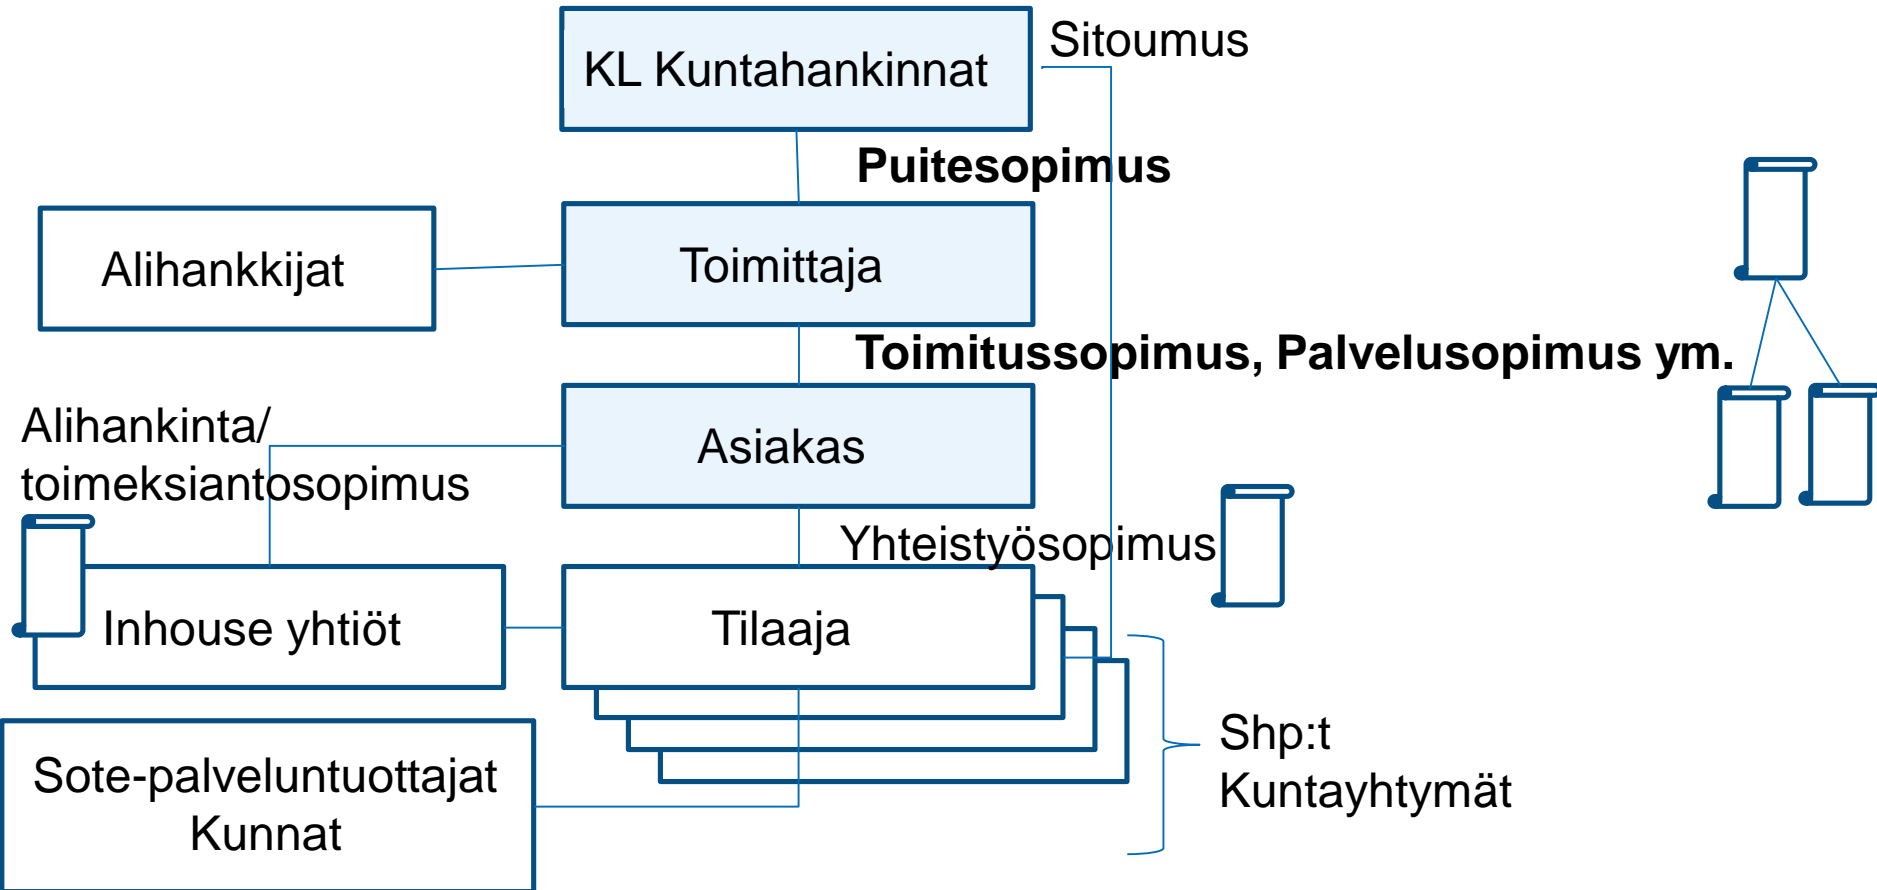 KL Kuntahankinnat
Sitoumus
Puitesopimus
Alihankkijat
Toimittaja
Toimitussopimus, Palvelusopimus ym.
Alihankinta/
toimeksiantosopimus
Asiakas
Yhteistyösopimus
Inhouse yhtiöt
Tilaaja
Sote-palveluntuottajat
Kunnat
Shp:t
Kuntayhtymät